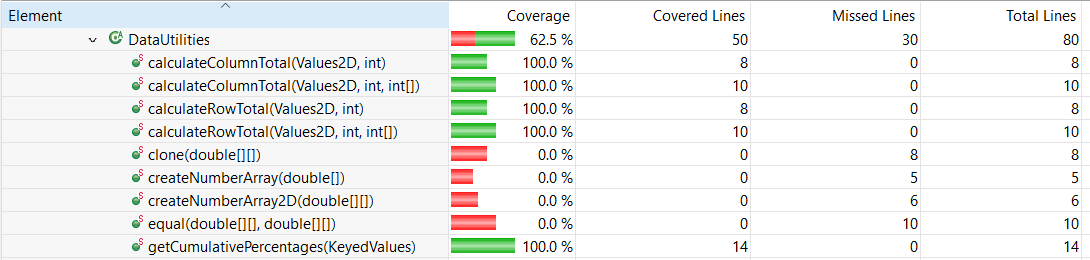 Element Coverage Covered Lines Missed Lines Total Lines
DataUtilities 62.5 % 50 30 80
S calculateColumnTotal(Values2D, int) 100.0 % 8 0 8
S calculateColumnTotal(Values2D, int, int[]) 100.0 % 10 0 10
S calculateRowTotal(Values2D, int) 100.0 % 8 0 8
S calculateRowTotal(Values2D, int, int[]) 100.0 % 10 0 10
S clone(double[][]) 0.0 % 0 8 8
S createNumberArray(double[]) 0.0 % 0 5 5
S createNumberArray2D(double[][]) 0.0 % 0 6 6
S equal(double[][], double[][]) 0.0 % 0 10 10
S getCumulativePercentages(KeyedValues) 100.0 % 14 0 14